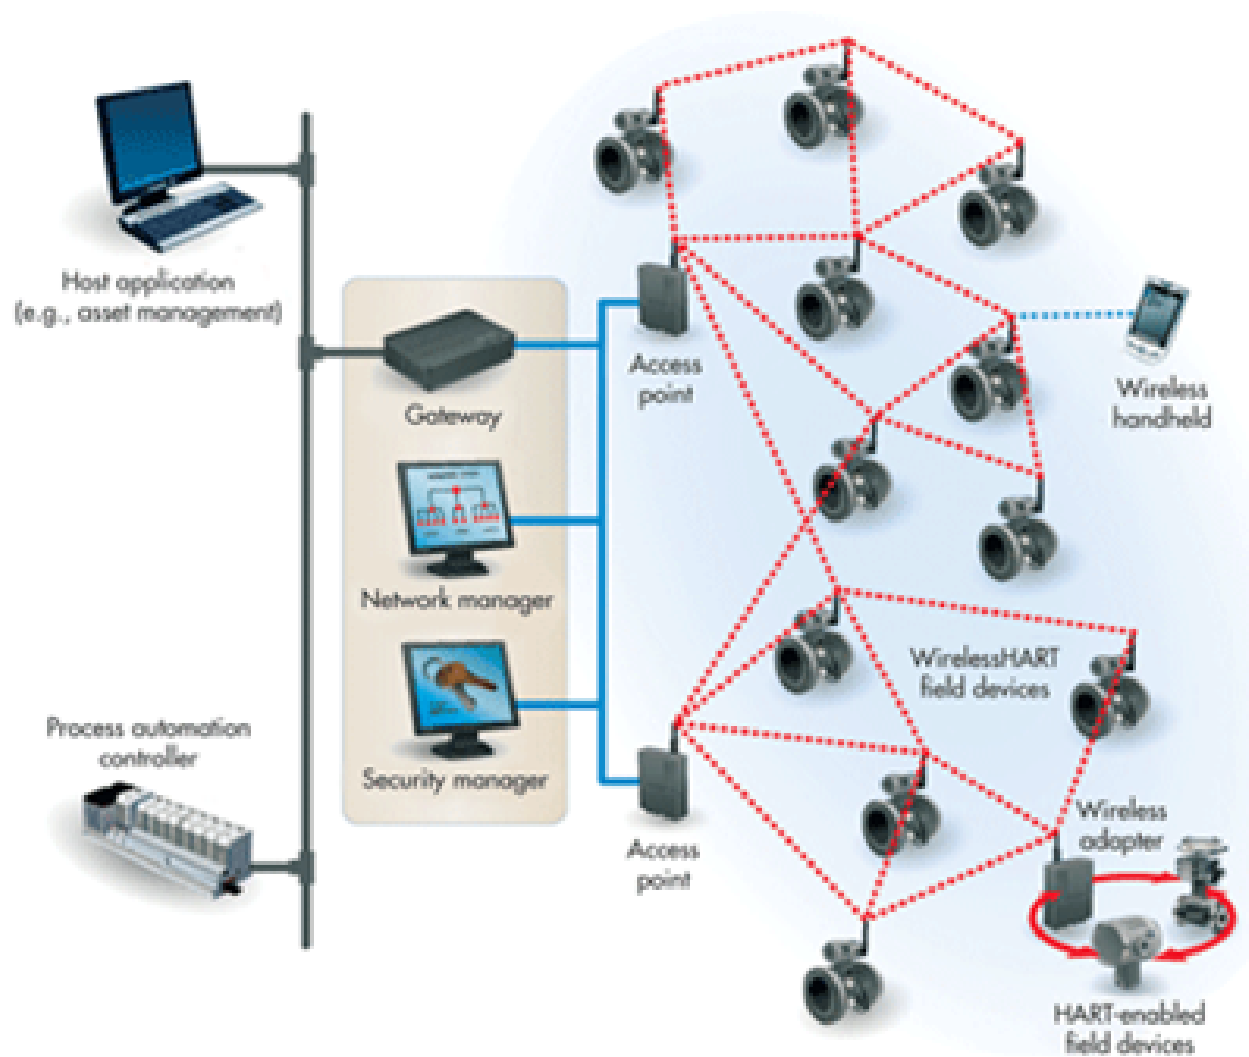 Host application
(e.g., asset management)
Gateway
Network manager
Security manager
Process automation
controller
Access
point
Access
point
Wireless
handheld
WirelessHART
field devices
Wireless
adapter
HART-enabled
field devices